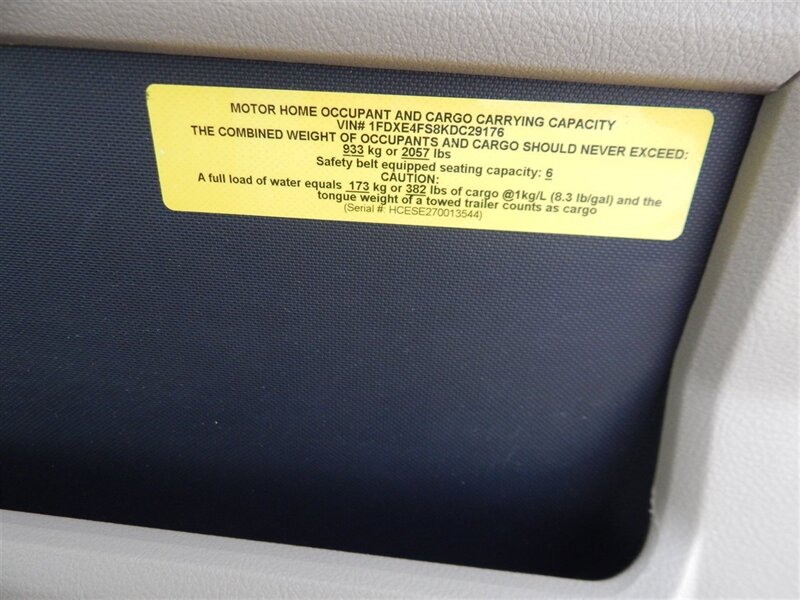 MOTOR HOME OCCUPANT AND CARGO CARRYING CAPACITY
VIN# 1FDXE4FS8KDC29176
THE COMBINED WEIGHT OF OCCUPANTS AND CARGO SHOULD NEVER EXCEED:
933 kg or 2057 lbs
Safety belt equipped seating capacity: 6
CAUTION:
A full load of water equals 173 kg or 382 lbs of cargo @1kg/L (8.3 lb/gal) and the
tongue weight of a towed trailer counts as cargo
(Serial #: HCESE270013544)